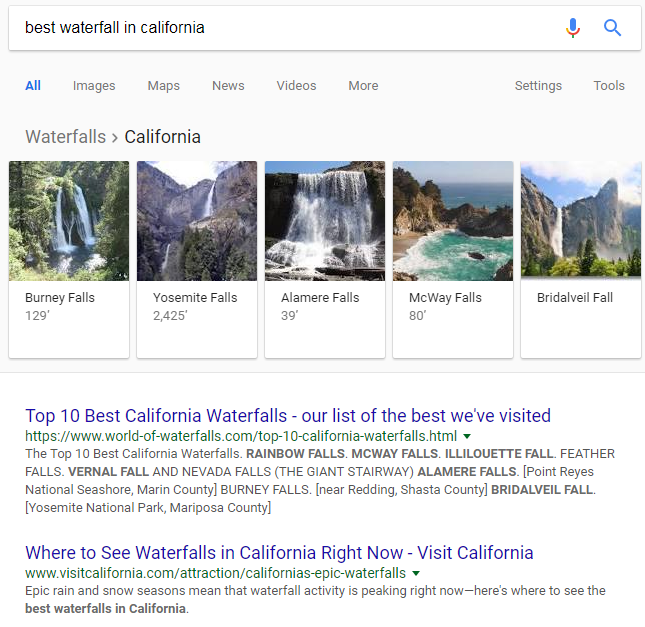 best waterfall in california
All Images Maps News Videos More Settings Tools
Waterfalls › California
Burney Falls
129'
Yosemite Falls
2,425'
Alamere Falls
39'
McWay Falls
80'
Bridalveil Fall
Top 10 Best California Waterfalls - our list of the best we've visited
https://www.world-of-waterfalls.com/top-10-california-waterfalls.html
The Top 10 Best California Waterfalls. RAINBOW FALLS. MCWAY FALLS. ILLILOUETTE FALL. FEATHER
FALLS. VERNAL FALL AND NEVADA FALLS (THE GIANT STAIRWAY) ALAMERE FALLS. [Point Reyes
National Seashore, Marin County] BURNEY FALLS. [near Redding, Shasta County] BRIDALVEIL FALL.
[Yosemite National Park, Mariposa County]
Where to See Waterfalls in California Right Now - Visit California
www.visitcalifornia.com/attraction/californias-epic-waterfalls
Epic rain and snow seasons mean that waterfall activity is peaking right now—here's where to see the
best waterfalls in California.